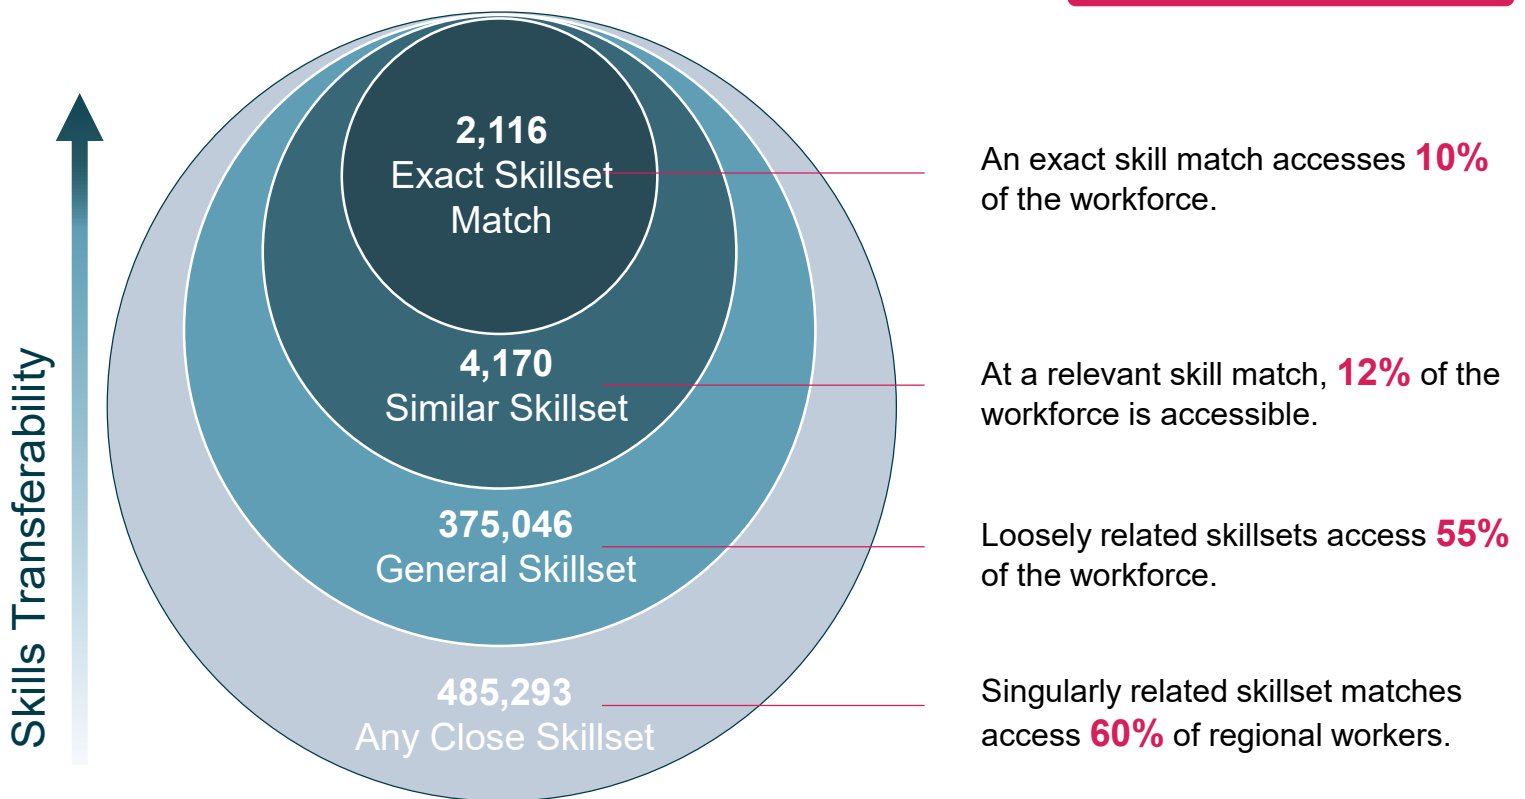 Skills Transferability
2,116
Exact Skillset
Match
4,170
Similar Skillset
375,046
General Skillset
485,293
Any Close Skillset
An exact skill match accesses 10%
of the workforce.
At a relevant skill match, 12% of the
workforce is accessible.
Loosely related skillsets access 55%
of the workforce.
Singularly related skillset matches
access 60% of regional workers.